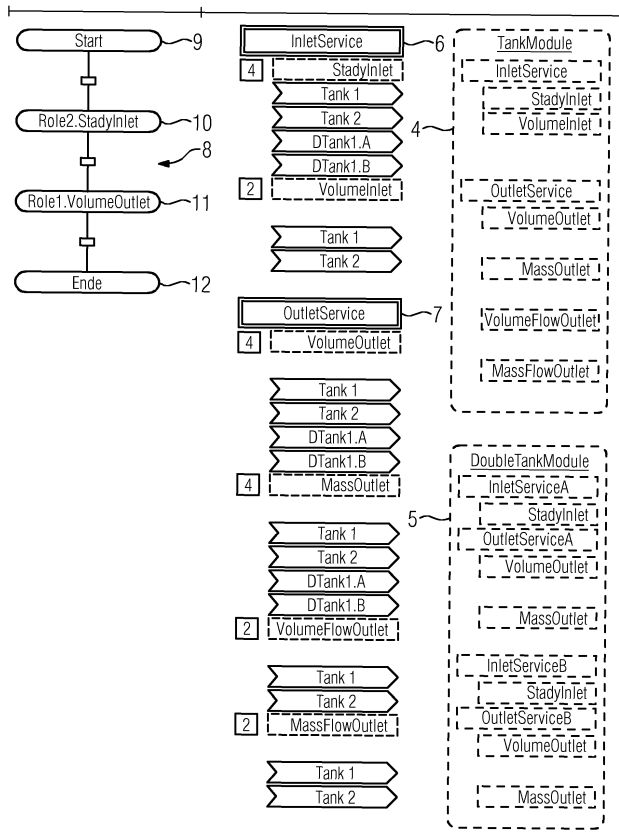 Start
9
Role2.StadyInlet
10
8
Role1.VolumeOutlet
11
Ende
12
InletService
6
4
StadyInlet
Tank 1
Tank 2
DTank1.A
DTank1.B
2
VolumeInlet
Tank 1
Tank 2
OutletService
7
4
VolumeOutlet
Tank 1
Tank 2
DTank1.A
DTank1.B
4
MassOutlet
Tank 1
Tank 2
DTank1.A
DTank1.B
2
VolumeFlowOutlet
Tank 1
Tank 2
2
MassFlowOutlet
Tank 1
Tank 2
4
TankModule
InletService
StadyInlet
VolumeInlet
OutletService
VolumeOutlet
MassOutlet
VolumeFlowOutlet
MassFlowOutlet
5
DoubleTankModule
InletServiceA
StadyInlet
OutletServiceA
VolumeOutlet
MassOutlet
InletServiceB
StadyInlet
OutletServiceB
VolumeOutlet
MassOutlet